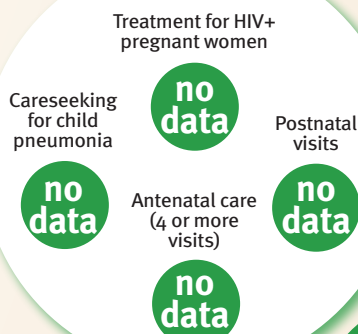 Treatment for HIV+
pregnant women
no
data
Careseeking
for child
pneumonia
no
data
Postnatal
visits
no
data
Antenatal care
(4 or more
visits)
no
data